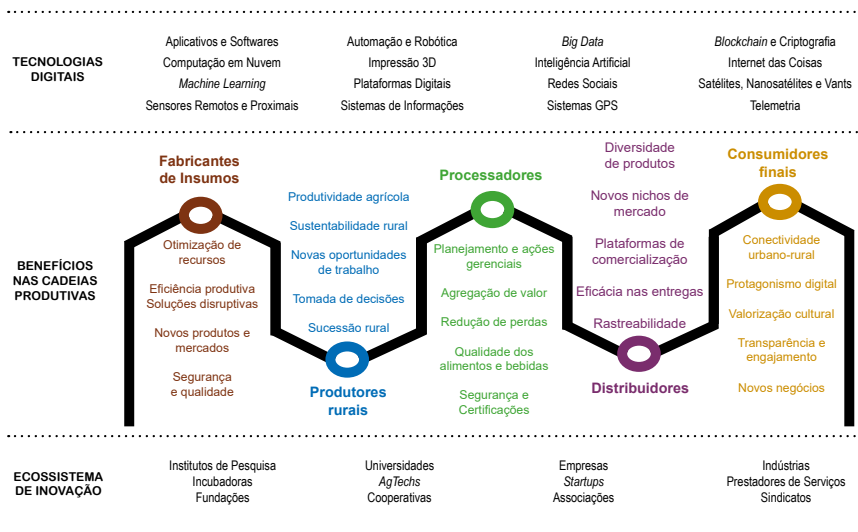 TECNOLOGIAS
DIGITAIS
Aplicativos e Softwares
Computação em Nuvem
Machine Learning
Sensores Remotos e Proximais
Automação e Robótica
Impressão 3D
Plataformas Digitais
Sistemas de Informações
Big Data
Inteligência Artificial
Redes Sociais
Sistemas GPS
Blockchain e Criptografia
Internet das Coisas
Satélites, Nanosatélites e Vants
Telemetria
BENEFÍCIOS
NAS CADEIAS
PRODUTIVAS
Fabricantes
de Insumos
Otimização de
recursos
Eficiência produtiva
Soluções disruptivas
Novos produtos e
mercados
Segurança
e qualidade
Produtividade agrícola
Sustentabilidade rural
Novas oportunidades
de trabalho
Tomada de decisões
Sucessão rural
Produtores
rurais
Processadores
Planejamento e ações
gerenciais
Agregação de valor
Redução de perdas
Qualidade dos
alimentos e bebidas
Segurança e
Certificações
Diversidade
de produtos
Novos nichos de
mercado
Plataformas de
comercialização
Eficácia nas entregas
Rastreabilidade
Distribuidores
Consumidores
finais
Conectividade
urbano-rural
Protagonismo digital
Valorização cultural
Transparência e
engajamento
Novos negócios
ECOSSISTEMA
DE INOVAÇÃO
Institutos de Pesquisa
Incubadoras
Fundações
Universidades
AgTechs
Cooperativas
Empresas
Startups
Associações
Indústrias
Prestadores de Serviços
Sindicatos